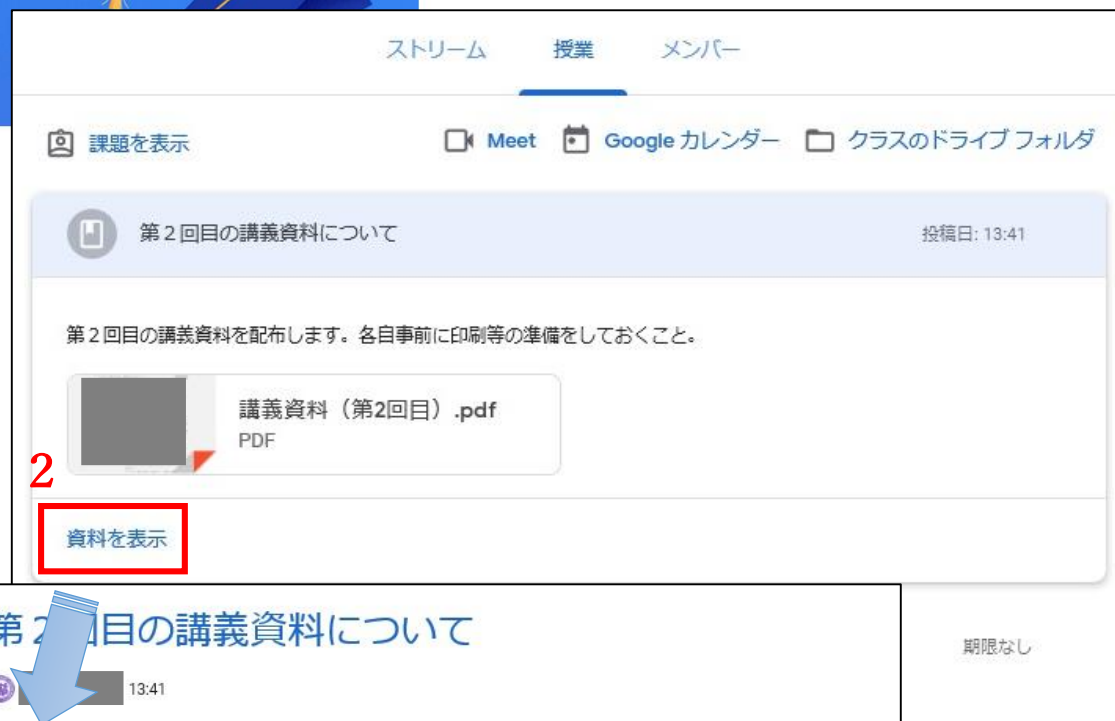 ストリーム 授業 メンバー
課題を表示 Meet Google カレンダー クラスのドライブ フォルダ
第２回目の講義資料について 投稿日: 13:41
第２回目の講義資料を配布します。各自事前に印刷等の準備をしておくこと。
講義資料（第2回目）.pdf
PDF
2
資料を表示
第２回目の講義資料について
期限なし
13:41